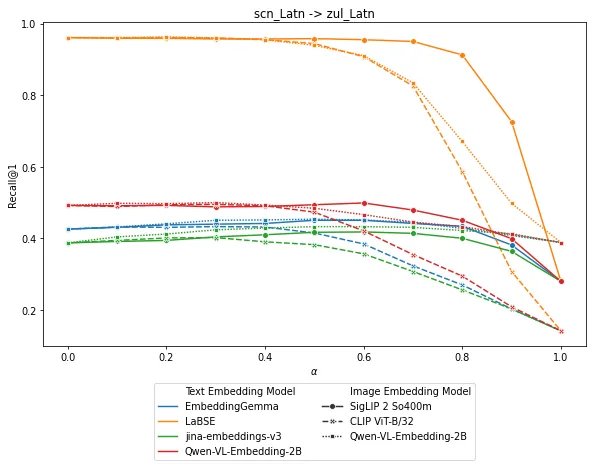 scn_Latn -> zul_Latn
Recall@1
1.0
0.8
0.6
0.4
0.2
0.0 0.2 0.4 0.6 0.8 1.0
α
Text Embedding Model
EmbeddingGemma
LaBSE
jina-embeddings-v3
Qwen-VL-Embedding-2B
Image Embedding Model
SigLIP 2 So400m
CLIP ViT-B/32
Qwen-VL-Embedding-2B